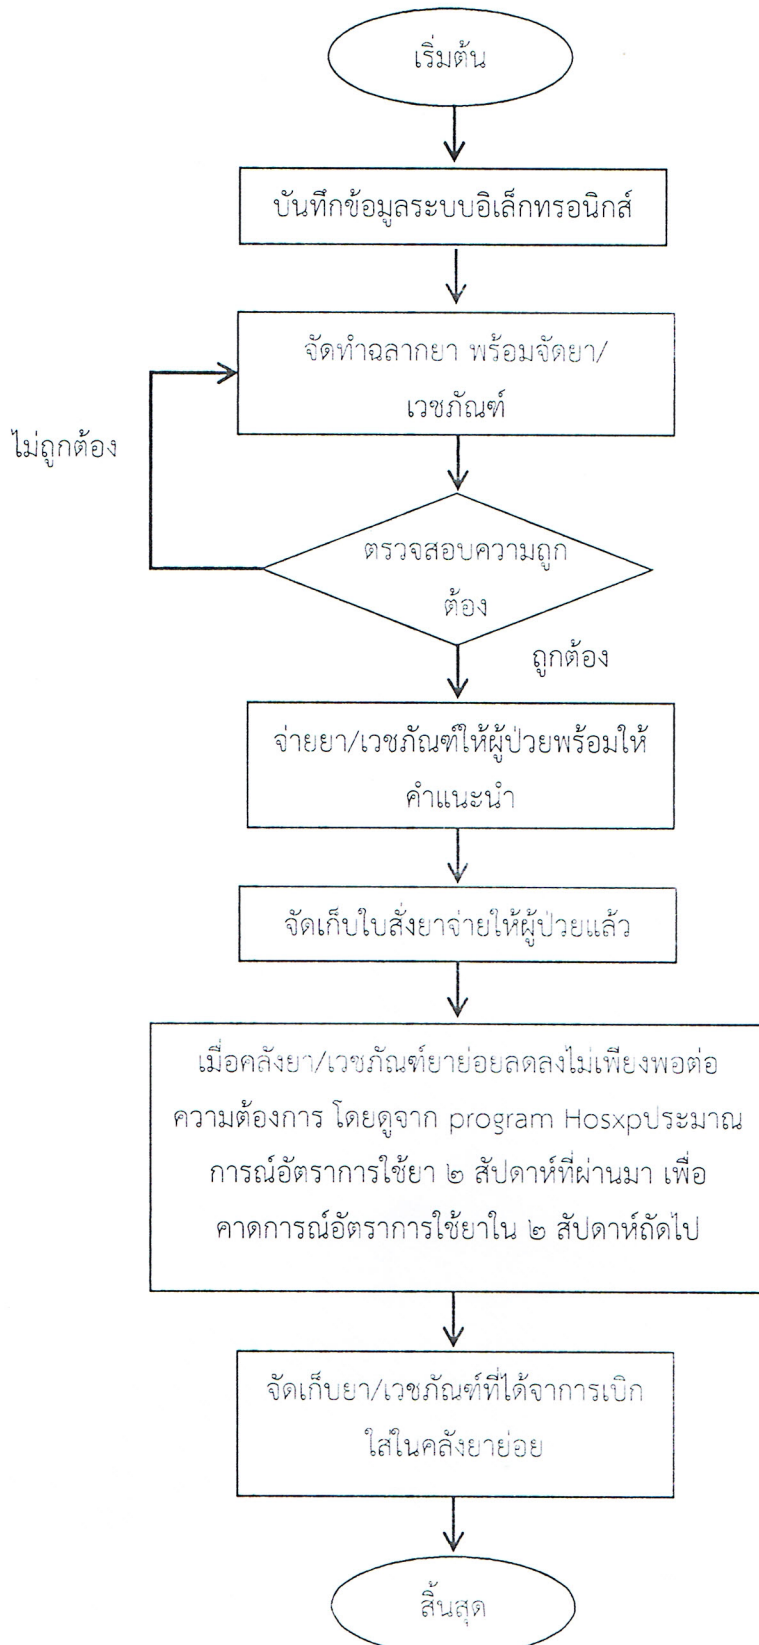 เริ่มต้น
บันทึกข้อมูลระบบอิเล็กทรอนิกส์
จัดทำฉลากยา พร้อมจัดยา/
เวชภัณฑ์
ไม่ถูกต้อง
ตรวจสอบความถูก
ต้อง
ถูกต้อง
จ่ายยา/เวชภัณฑ์ให้ผู้ป่วยพร้อมให้
คำแนะนำ
จัดเก็บใบสั่งยาจ่ายให้ผู้ป่วยแล้ว
เมื่อคลังยา/เวชภัณฑ์ยาย่อยลดลงไม่เพียงพอต่อ
ความต้องการ โดยดูจาก program Hosxpประมาณ
การณ์อัตราการใช้ยา ๒ สัปดาห์ที่ผ่านมา เพื่อ
คาดการณ์อัตราการใช้ยาใน ๒ สัปดาห์ถัดไป
จัดเก็บยา/เวชภัณฑ์ที่ได้จาการเบิก
ใส่ในคลังยาย่อย
สิ้นสุด